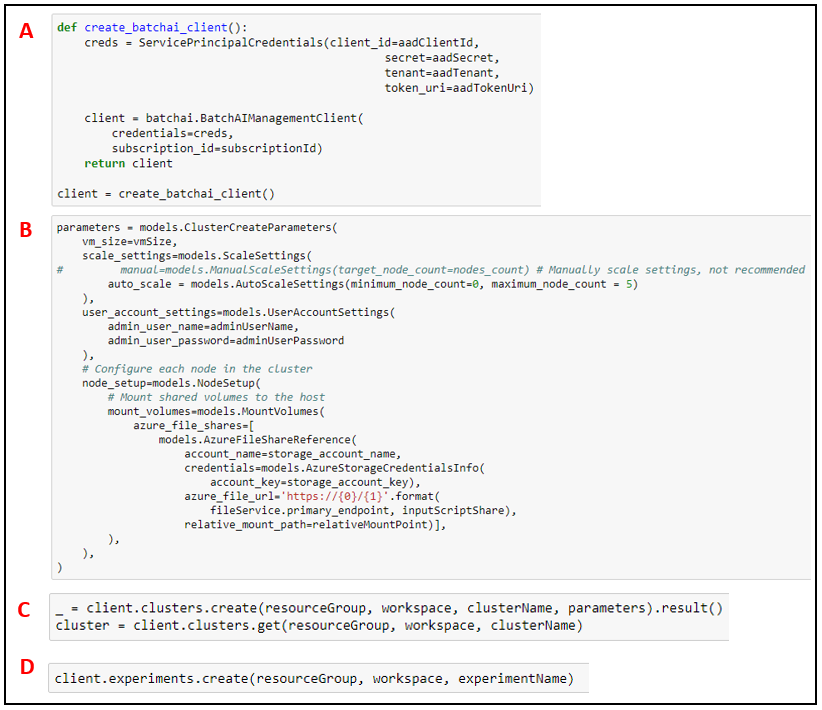 A
def create_batchai_client():
    creds = ServicePrincipalCredentials(client_id=aadClientId,
                                        secret=aadSecret,
                                        tenant=aadTenant,
                                        token_uri=aadTokenUri)

    client = batchai.BatchAIManagementClient(
        credentials=creds,
        subscription_id=subscriptionId)
    return client

client = create_batchai_client()
B
parameters = models.ClusterCreateParameters(
    vm_size=vmSize,
    scale_settings=models.ScaleSettings(
#        manual=models.ManualScaleSettings(target_node_count=nodes_count) # Manually scale settings, not recommended
        auto_scale = models.AutoScaleSettings(minimum_node_count=0, maximum_node_count = 5)
    ),
    user_account_settings=models.UserAccountSettings(
        admin_user_name=adminUserName,
        admin_user_password=adminUserPassword
    ),
    # Configure each node in the cluster
    node_setup=models.NodeSetup(
        # Mount shared volumes to the host
        mount_volumes=models.MountVolumes(
            azure_file_shares=[
                models.AzureFileShareReference(
                    account_name=storage_account_name,
                    credentials=models.AzureStorageCredentialsInfo(
                        account_key=storage_account_key),
                    azure_file_url='https://{0}/{1}'.format(
                        fileService.primary_endpoint, inputScriptShare),
                    relative_mount_path=relativeMountPoint)],
        ),
    ),
)
C
_ = client.clusters.create(resourceGroup, workspace, clusterName, parameters).result()
cluster = client.clusters.get(resourceGroup, workspace, clusterName)
D
client.experiments.create(resourceGroup, workspace, experimentName)